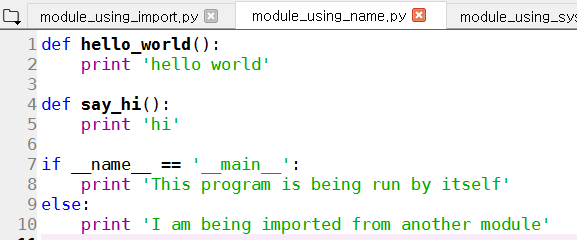 module_using_import.py module_using_name.py module_using_sys
1 def hello_world():
2     print 'hello world'
3
4 def say_hi():
5     print 'hi'
6
7 if __name__ == '__main__':
8     print 'This program is being run by itself'
9 else:
10     print 'I am being imported from another module'
11